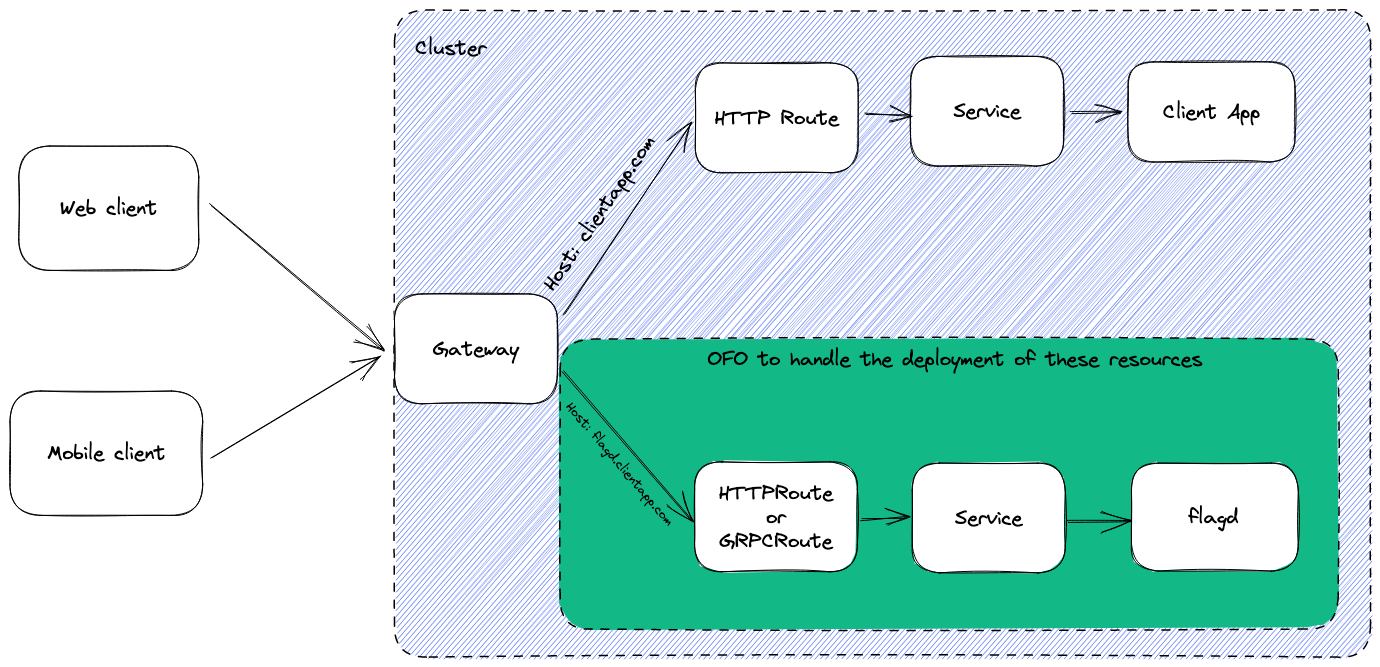 Cluster
HTTP Route
Service
Client App
Host: clientapp.com
Web client
Gateway
OFO to handle the deployment of these resources
Host: flagd.clientapp.com
Mobile client
HTTPRoute
or
GRPCRoute
Service
flagd